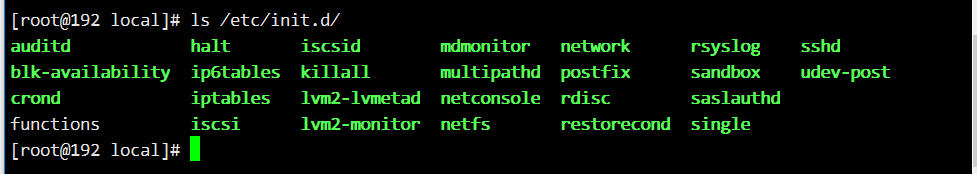 [root@192 local]# ls /etc/init.d/
auditd halt iscsid mdmonitor network rsyslog sshd
blk-availability ip6tables killall multipathd postfix sandbox udev-post
crond iptables lvm2-lvmetad netconsole rdisc saslauthd
functions iscsi lvm2-monitor netfs restorecond single
[root@192 local]#